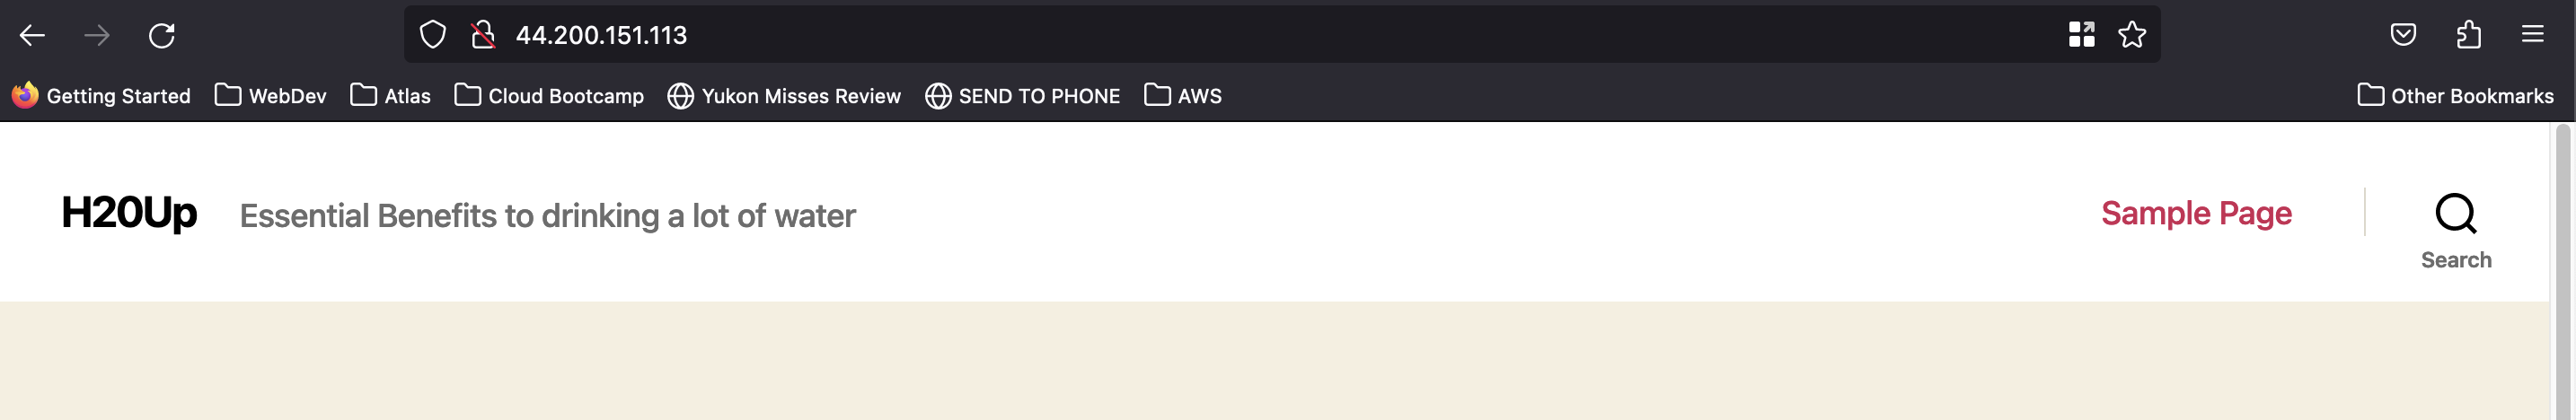 44.200.151.113
Getting Started WebDev Atlas Cloud Bootcamp Yukon Misses Review SEND TO PHONE AWS Other Bookmarks
H20Up Essential Benefits to drinking a lot of water Sample Page
Search